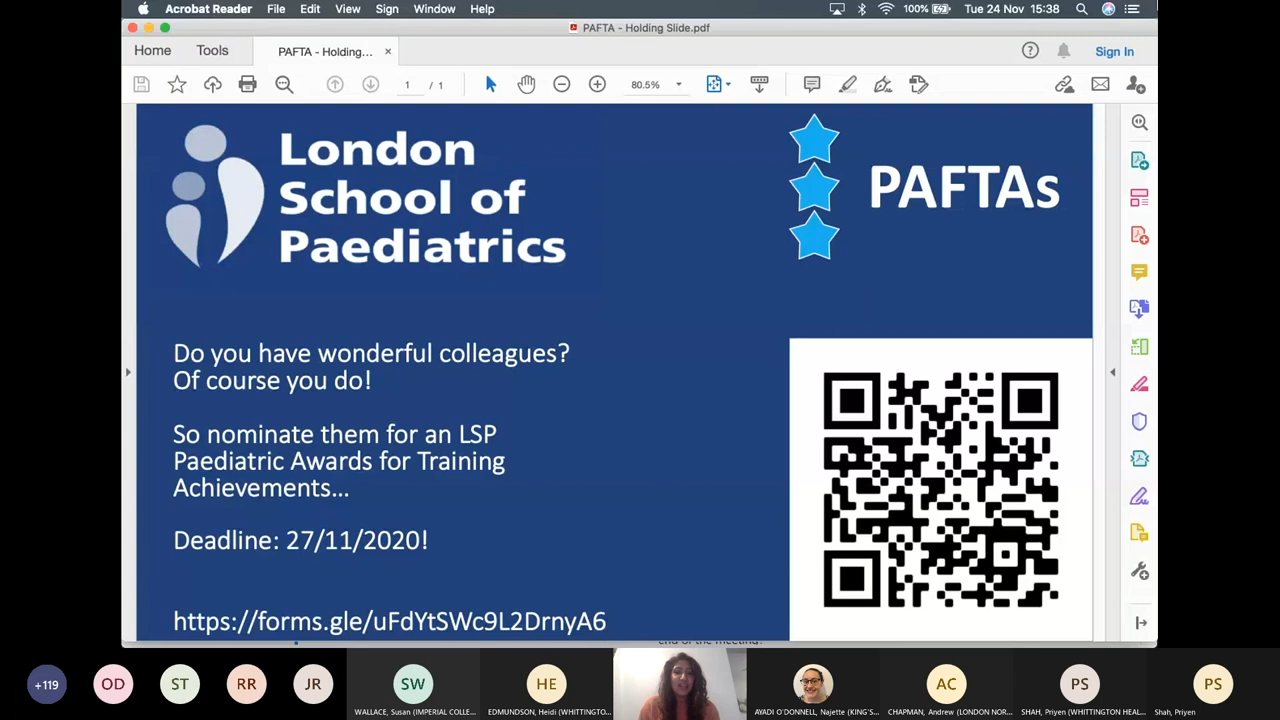 Acrobat Reader File Edit View Sign Window Help 100% Tue 24 Nov 15:38
PAFTA - Holding Slide.pdf
Home Tools PAFTA - Holding... × Sign In
1 / 1 80.5%
London
School of
Paediatrics
PAFTAs
Do you have wonderful colleagues?
Of course you do!
So nominate them for an LSP
Paediatric Awards for Training
Achievements...
Deadline: 27/11/2020!
https://forms.gle/uFdYtSWc9L2DrnyA6
end of the meeting?
+119 OD ST RR JR SW HE AC PS PS
WALLACE, Susan (IMPERIAL COLLE... EDMUNDSON, Heidi (WHITTINGTO... AYADI O'DONNELL, Najette (KING'S... CHAPMAN, Andrew (LONDON NOR... SHAH, Priyen (WHITTINGTON HEAL... Shah, Priyen